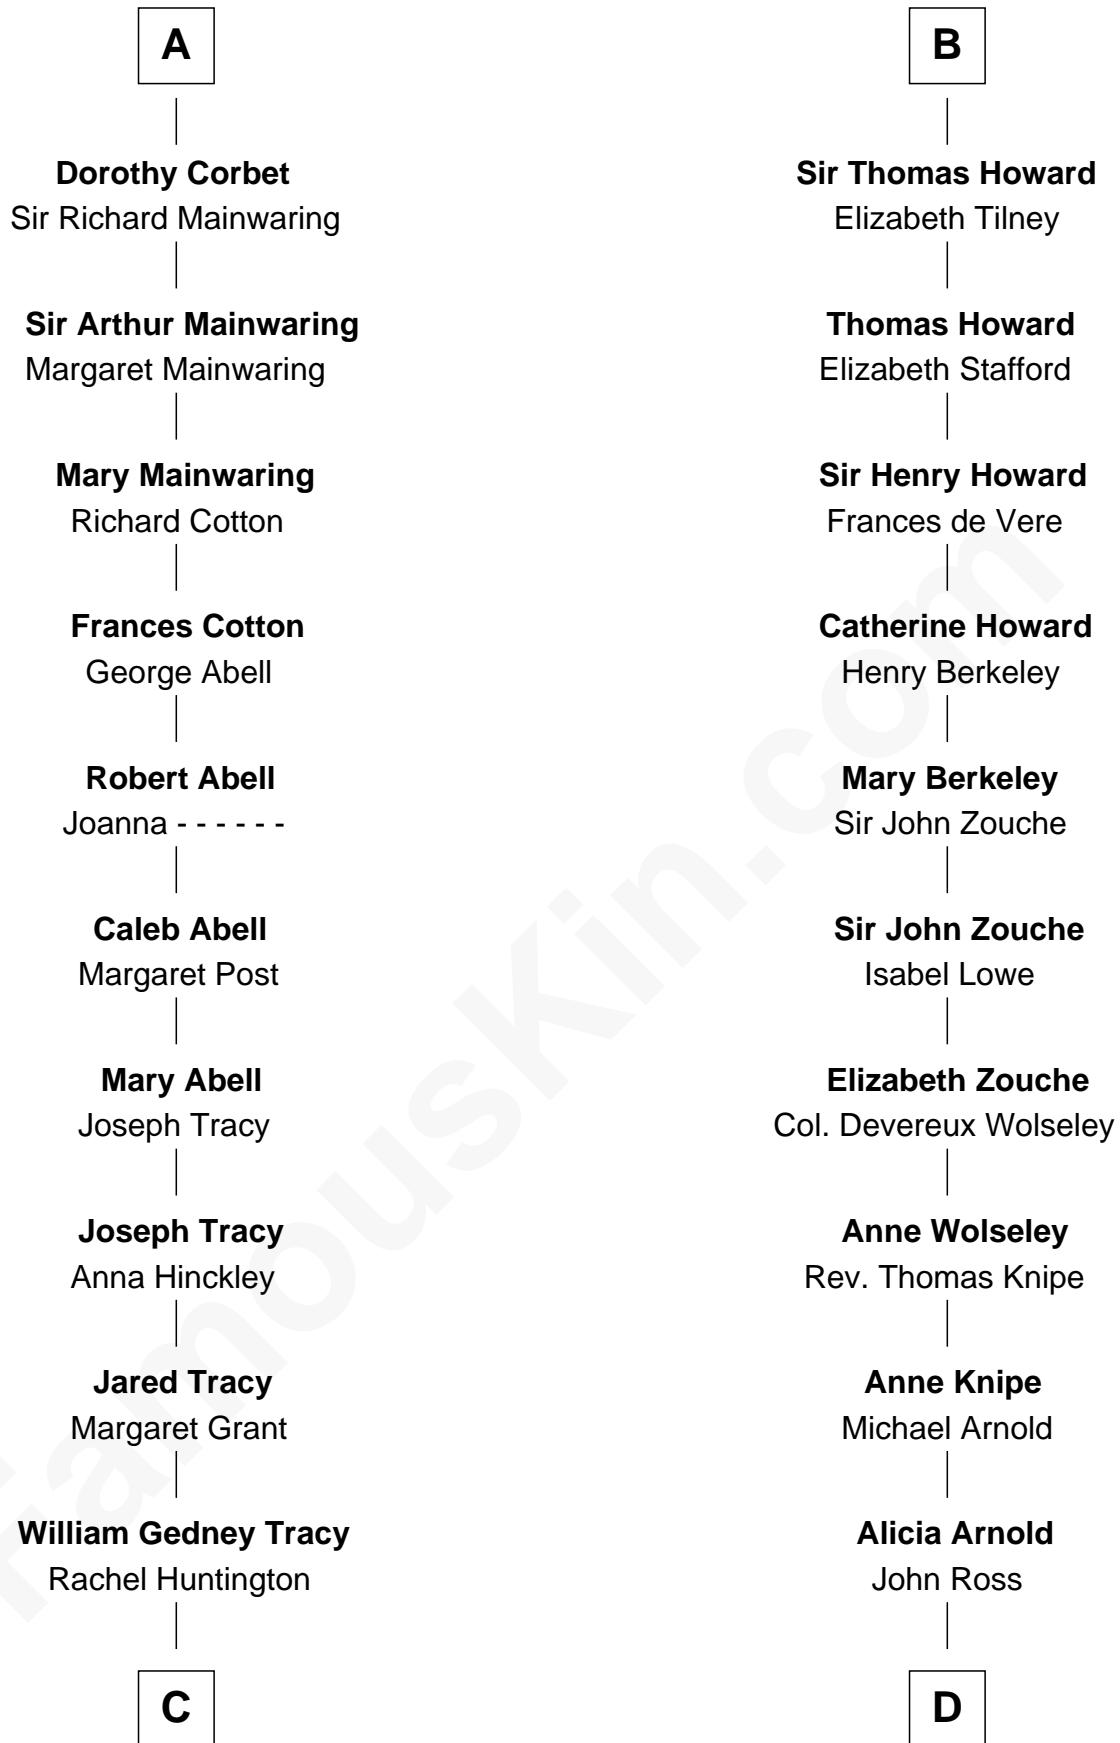 A
Dorothy Corbet
Sir Richard Mainwaring
Sir Arthur Mainwaring
Margaret Mainwaring
Mary Mainwaring
Richard Cotton
Frances Cotton
George Abell
Robert Abell
Joanna - - - - - -
Caleb Abell
Margaret Post
Mary Abell
Joseph Tracy
Joseph Tracy
Anna Hinckley
Jared Tracy
Margaret Grant
William Gedney Tracy
Rachel Huntington
C
B
Sir Thomas Howard
Elizabeth Tilney
Thomas Howard
Elizabeth Stafford
Sir Henry Howard
Frances de Vere
Catherine Howard
Henry Berkeley
Mary Berkeley
Sir John Zouche
Sir John Zouche
Isabel Lowe
Elizabeth Zouche
Col. Devereux Wolseley
Anne Wolseley
Rev. Thomas Knipe
Anne Knipe
Michael Arnold
Alicia Arnold
John Ross
D
FamousKin.com